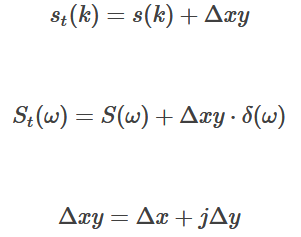 s_t(k) = s(k) + Δxy
S_t(ω) = S(ω) + Δxy · δ(ω)
Δxy = Δx + jΔy